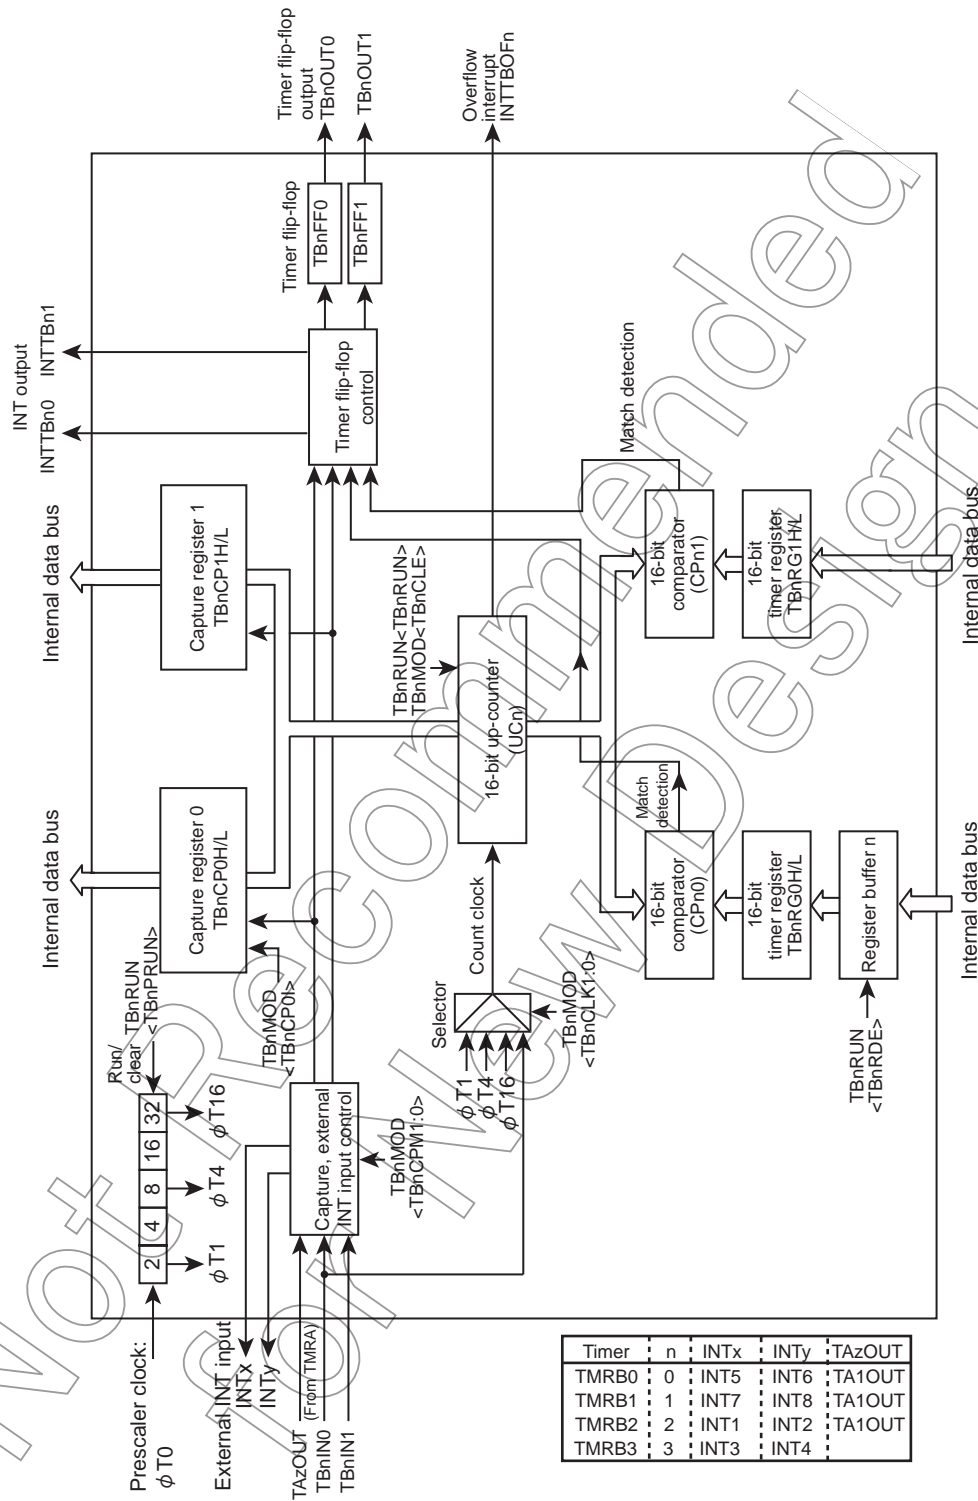 Prescaler clock:
φT0
2 4 8 16 32
φT1
φT4
φT16
Run/
clear
TBnRUN
<TBnPRUN>
External INT input
INTx
INTy
TAzOUT
(From TMRA)
TBnIN0
TBnIN1
Capture, external
INT input control
TBnMOD
<TBnCPM1:0>
TBnMOD
<TBnCP0I>
Internal data bus
Capture register 0
TBnCP0H/L
Internal data bus
Capture register 1
TBnCP1H/L
INT output
INTTBn0
INTTBn1
Selector
φT1
φT4
φT16
TBnMOD
<TBnCLK1:0>
Count clock
16-bit up-counter
(UCn)
TBnRUN<TBnRUN>
TBnMOD<TBnCLE>
Timer flip-flop
control
Timer flip-flop
TBnFF0
TBnFF1
Timer flip-flop
output
TBnOUT0
TBnOUT1
Overflow
interrupt
INTTBOFn
Match
detection
16-bit
comparator
(CPn0)
16-bit
timer register
TBnRG0H/L
Register buffer n
TBnRUN
<TBnRDE>
Internal data bus
Match detection
16-bit
comparator
(CPn1)
16-bit
timer register
TBnRG1H/L
Internal data bus
Timer n INTx INTy TAzOUT
TMRB0 0 INT5 INT6 TA1OUT
TMRB1 1 INT7 INT8 TA1OUT
TMRB2 2 INT1 INT2 TA1OUT
TMRB3 3 INT3 INT4
Not Recommended
for New Design